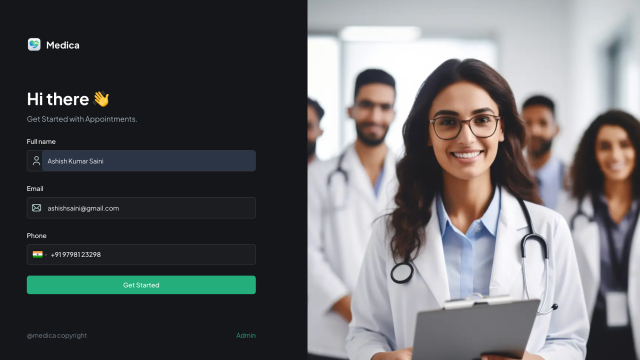 Medica
Hi there 👋
Get Started with Appointments.
Full name
Ashish Kumar Saini
Email
ashishsaini@gmail.com
Phone
+919798123298
Get Started
@medica copyright
Admin